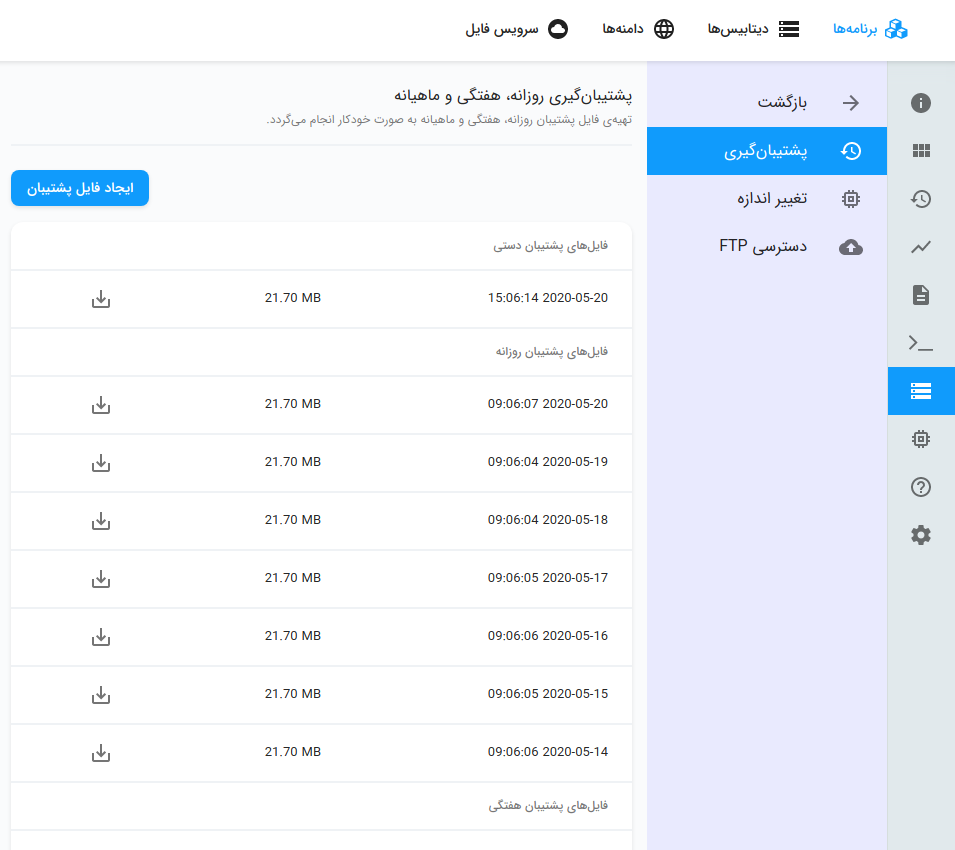 برنامه‌ها
دیتابیس‌ها
دامنه‌ها
سرویس فایل
بازگشت
پشتیبان‌گیری
تغییر اندازه
دسترسی FTP
پشتیبان‌گیری روزانه، هفتگی و ماهیانه
تهیه‌ی فایل پشتیبان روزانه، هفتگی و ماهیانه به صورت خودکار انجام می‌گردد.
ایجاد فایل پشتیبان
فایل‌های پشتیبان دستی
15:06:14 2020-05-20 21.70 MB
فایل‌های پشتیبان روزانه
09:06:07 2020-05-20 21.70 MB
09:06:04 2020-05-19 21.70 MB
09:06:04 2020-05-18 21.70 MB
09:06:05 2020-05-17 21.70 MB
09:06:06 2020-05-16 21.70 MB
09:06:05 2020-05-15 21.70 MB
09:06:06 2020-05-14 21.70 MB
فایل‌های پشتیبان هفتگی